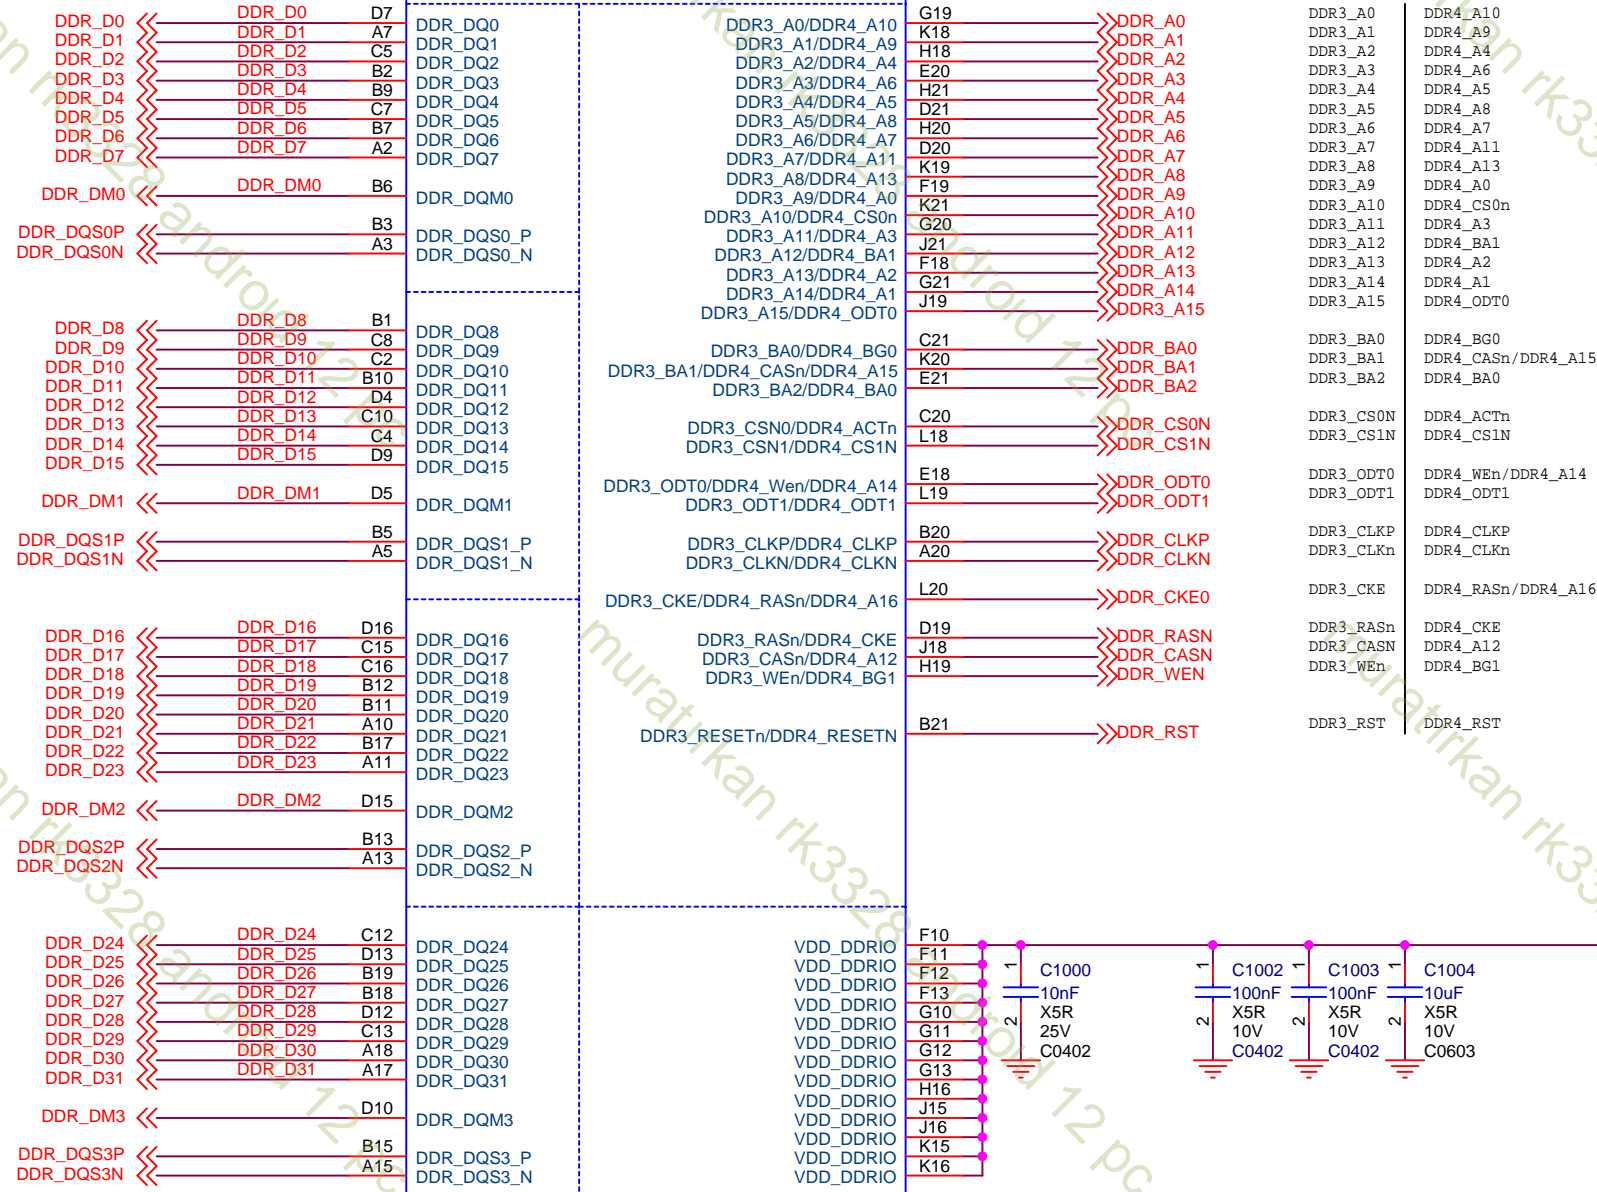 DDR_D0 DDR_D0 D7 DDR_DQ0
DDR_D1 DDR_D1 A7 DDR_DQ1
DDR_D2 DDR_D2 C5 DDR_DQ2
DDR_D3 DDR_D3 B2 DDR_DQ3
DDR_D4 DDR_D4 B9 DDR_DQ4
DDR_D5 DDR_D5 C7 DDR_DQ5
DDR_D6 DDR_D6 B7 DDR_DQ6
DDR_D7 DDR_D7 A2 DDR_DQ7
DDR_DM0 DDR_DM0 B6 DDR_DQM0
DDR_DQS0P B3 DDR_DQS0_P
DDR_DQS0N A3 DDR_DQS0_N
DDR_D8 DDR_D8 B1 DDR_DQ8
DDR_D9 DDR_D9 C8 DDR_DQ9
DDR_D10 DDR_D10 C2 DDR_DQ10
DDR_D11 DDR_D11 B10 DDR_DQ11
DDR_D12 DDR_D12 D4 DDR_DQ12
DDR_D13 DDR_D13 C10 DDR_DQ13
DDR_D14 DDR_D14 C4 DDR_DQ14
DDR_D15 DDR_D15 D9 DDR_DQ15
DDR_DM1 DDR_DM1 D5 DDR_DQM1
DDR_DQS1P B5 DDR_DQS1_P
DDR_DQS1N A5 DDR_DQS1_N
DDR_D16 DDR_D16 D16 DDR_DQ16
DDR_D17 DDR_D17 C15 DDR_DQ17
DDR_D18 DDR_D18 C16 DDR_DQ18
DDR_D19 DDR_D19 B12 DDR_DQ19
DDR_D20 DDR_D20 B11 DDR_DQ20
DDR_D21 DDR_D21 A10 DDR_DQ21
DDR_D22 DDR_D22 B17 DDR_DQ22
DDR_D23 DDR_D23 A11 DDR_DQ23
DDR_DM2 DDR_DM2 D15 DDR_DQM2
DDR_DQS2P B13 DDR_DQS2_P
DDR_DQS2N A13 DDR_DQS2_N
DDR_D24 DDR_D24 C12 DDR_DQ24
DDR_D25 DDR_D25 D13 DDR_DQ25
DDR_D26 DDR_D26 B19 DDR_DQ26
DDR_D27 DDR_D27 B18 DDR_DQ27
DDR_D28 DDR_D28 D12 DDR_DQ28
DDR_D29 DDR_D29 C13 DDR_DQ29
DDR_D30 DDR_D30 A18 DDR_DQ30
DDR_D31 DDR_D31 A17 DDR_DQ31
DDR_DM3 D10 DDR_DQM3
DDR_DQS3P B15 DDR_DQS3_P
DDR_DQS3N A15 DDR_DQS3_N
DDR3_A0/DDR4_A10 G19 DDR_A0
DDR3_A1/DDR4_A9 K18 DDR_A1
DDR3_A2/DDR4_A4 H18 DDR_A2
DDR3_A3/DDR4_A6 E20 DDR_A3
DDR3_A4/DDR4_A5 H21 DDR_A4
DDR3_A5/DDR4_A8 D21 DDR_A5
DDR3_A6/DDR4_A7 H20 DDR_A6
DDR3_A7/DDR4_A11 D20 DDR_A7
DDR3_A8/DDR4_A13 K19 DDR_A8
DDR3_A9/DDR4_A0 F19 DDR_A9
DDR3_A10/DDR4_CS0n K21 DDR_A10
DDR3_A11/DDR4_A3 G20 DDR_A11
DDR3_A12/DDR4_BA1 J21 DDR_A12
DDR3_A13/DDR4_A2 F18 DDR_A13
DDR3_A14/DDR4_A1 G21 DDR_A14
DDR3_A15/DDR4_ODT0 J19 DDR3_A15
DDR3_BA0/DDR4_BG0 C21 DDR_BA0
DDR3_BA1/DDR4_CASn/DDR4_A15 K20 DDR_BA1
DDR3_BA2/DDR4_BA0 E21 DDR_BA2
DDR3_CSN0/DDR4_ACTn C20 DDR_CS0N
DDR3_CSN1/DDR4_CS1N L18 DDR_CS1N
DDR3_ODT0/DDR4_Wen/DDR4_A14 E18 DDR_ODT0
DDR3_ODT1/DDR4_ODT1 L19 DDR_ODT1
DDR3_CLKP/DDR4_CLKP B20 DDR_CLKP
DDR3_CLKN/DDR4_CLKN A20 DDR_CLKN
DDR3_CKE/DDR4_RASn/DDR4_A16 L20 DDR_CKE0
DDR3_RASn/DDR4_CKE D19 DDR_RASN
DDR3_CASn/DDR4_A12 J18 DDR_CASN
DDR3_WEn/DDR4_BG1 H19 DDR_WEN
DDR3_RESETn/DDR4_RESETN B21 DDR_RST
VDD_DDRIO F10
VDD_DDRIO F11
VDD_DDRIO F12
VDD_DDRIO F13
VDD_DDRIO G10
VDD_DDRIO G11
VDD_DDRIO G12
VDD_DDRIO G13
VDD_DDRIO H16
VDD_DDRIO J15
VDD_DDRIO J16
VDD_DDRIO K15
VDD_DDRIO K16
DDR3_A0 DDR4_A10
DDR3_A1 DDR4_A9
DDR3_A2 DDR4_A4
DDR3_A3 DDR4_A6
DDR3_A4 DDR4_A5
DDR3_A5 DDR4_A8
DDR3_A6 DDR4_A7
DDR3_A7 DDR4_A11
DDR3_A8 DDR4_A13
DDR3_A9 DDR4_A0
DDR3_A10 DDR4_CS0n
DDR3_A11 DDR4_A3
DDR3_A12 DDR4_BA1
DDR3_A13 DDR4_A2
DDR3_A14 DDR4_A1
DDR3_A15 DDR4_ODT0
DDR3_BA0 DDR4_BG0
DDR3_BA1 DDR4_CASn/DDR4_A15
DDR3_BA2 DDR4_BA0
DDR3_CS0N DDR4_ACTn
DDR3_CS1N DDR4_CS1N
DDR3_ODT0 DDR4_WEn/DDR4_A14
DDR3_ODT1 DDR4_ODT1
DDR3_CLKP DDR4_CLKP
DDR3_CLKn DDR4_CLKn
DDR3_CKE DDR4_RASn/DDR4_A16
DDR3_RASn DDR4_CKE
DDR3_CASN DDR4_A12
DDR3_WEn DDR4_BG1
DDR3_RST DDR4_RST
1 C1000
10nF
X5R
2 25V
C0402
1 C1002
100nF
X5R
2 10V
C0402
1 C1003
100nF
X5R
2 10V
C0402
1 C1004
10uF
X5R
2 10V
C0603
muratırkan rk3328 android 12 pc